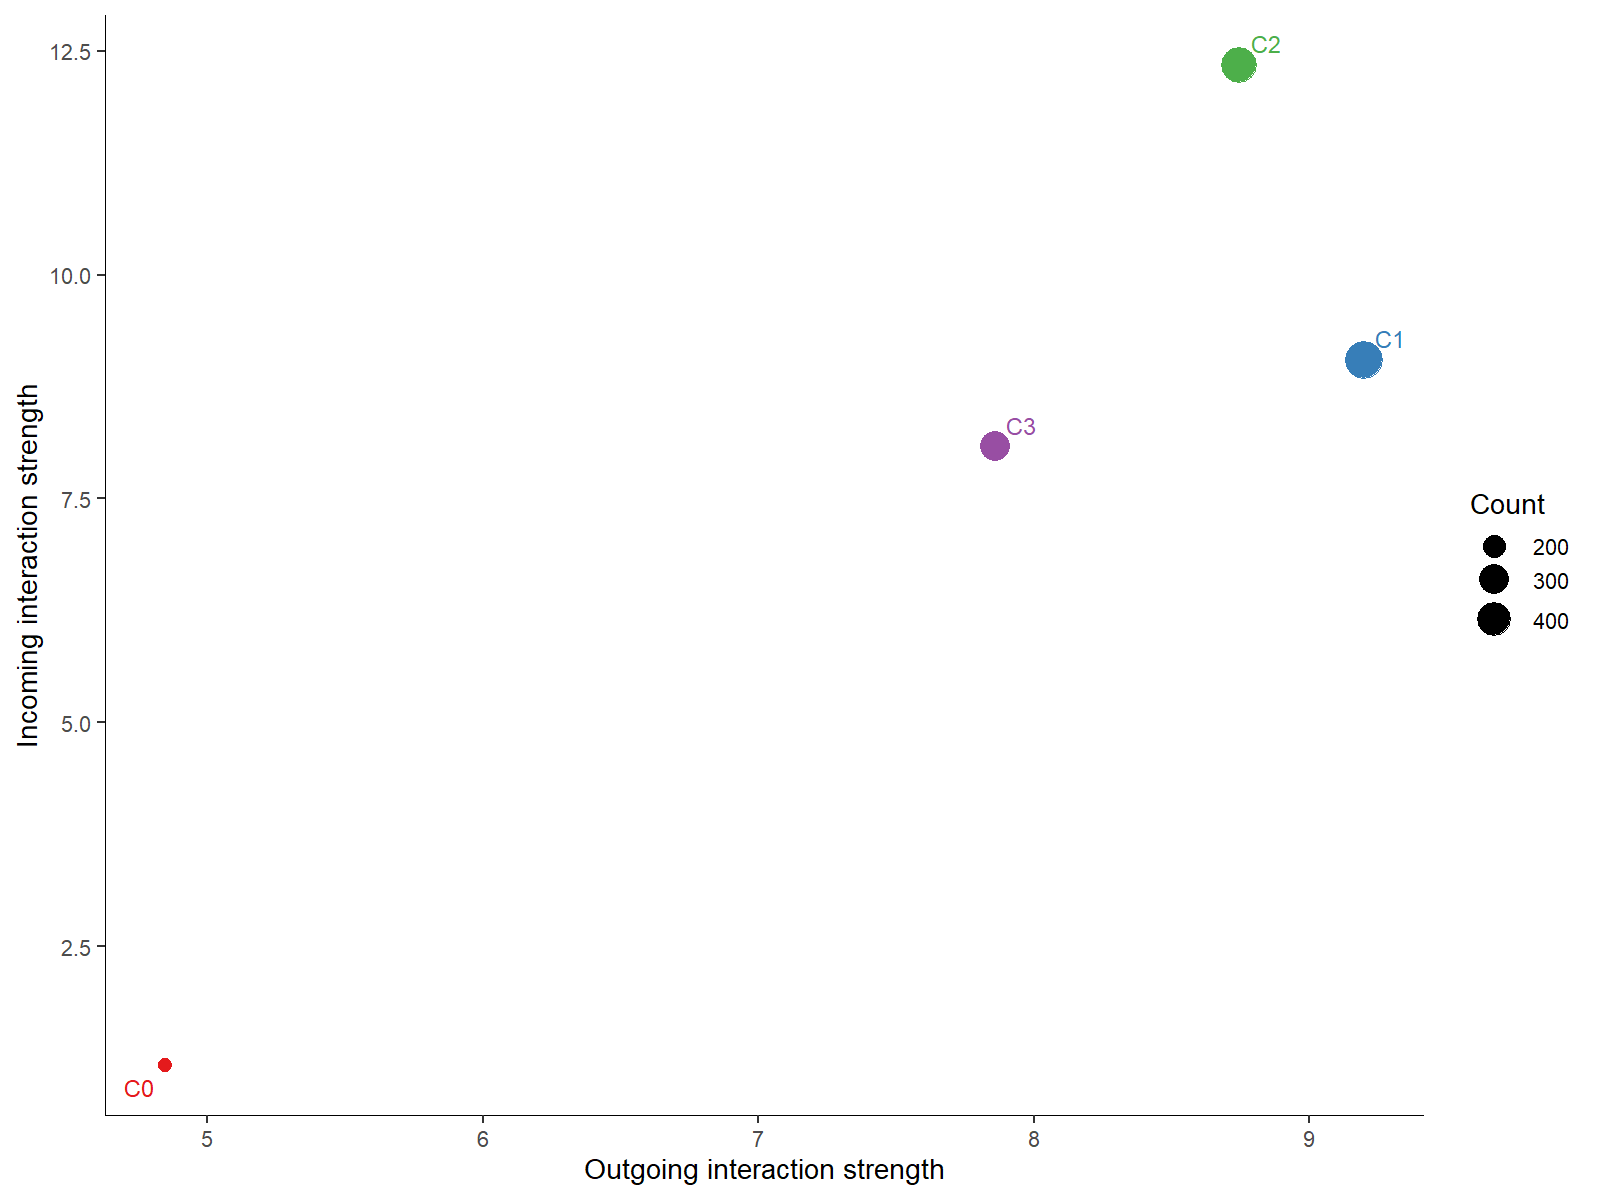 12.5
10.0
7.5
5.0
2.5
Incoming interaction strength
C2
C1
C3
C0
5
6
7
8
9
Outgoing interaction strength
Count
200
300
400